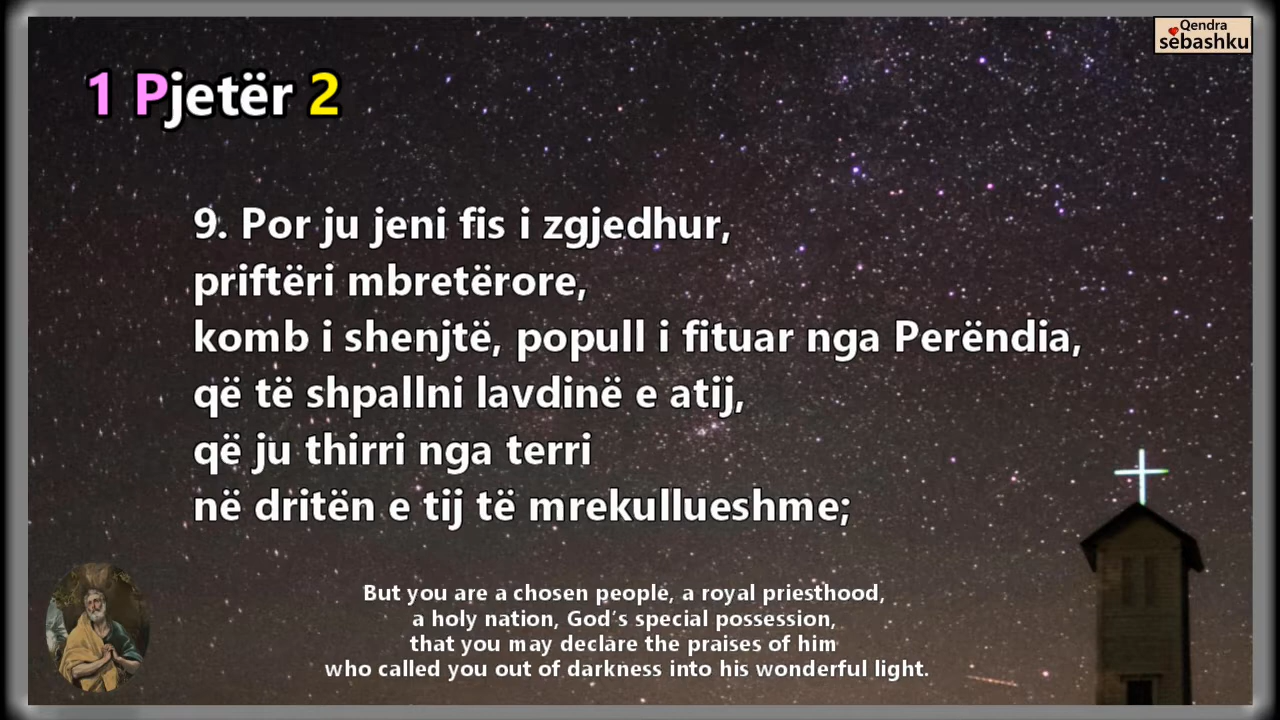 Qendra
sebashku
1 Pjetër 2
9. Por ju jeni fis i zgjedhur,
priftëri mbretërore,
komb i shenjtë, popull i fituar nga Perëndia,
që të shpallni lavdinë e atij,
që ju thirri nga terri
në dritën e tij të mrekullueshme;
But you are a chosen people, a royal priesthood,
a holy nation, God's special possession,
that you may declare the praises of him
who called you out of darkness into his wonderful light.